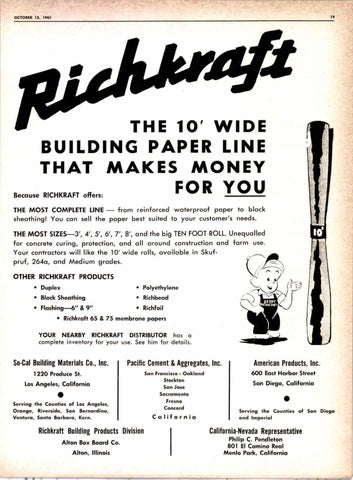 OCTOBER 15, 1961 19
Richkraft
THE 10' WIDE
BUILDING PAPER LINE
THAT MAKES MONEY
FOR YOU
Because RICHKRAFT offers:
THE MOST COMPLETE LINE — from reinforced waterproof paper to black
sheathing! You can sell the paper best suited to your customer's needs.
THE MOST SIZES—3', 4', 5', 6', 7', 8', and the big TEN FOOT ROLL. Unequalled
for concrete curing, protection, and all around construction and farm use.
Your contractors will like the 10' wide rolls, available in Skuf-
pruf, 264a, and Medium grades.
10'
OTHER RICHKRAFT PRODUCTS
• Duplex
• Black Sheathing
• Flashing—6" & 9"
• Polyethylene
• Richbead
• Richfoil
• Richkraft 65 & 75 membrane papers
YOUR NEARBY RICHKRAFT DISTRIBUTOR has a
complete inventory for your use. See him for details.
So-Cal Building Materials Co., Inc.
1220 Produce St.
Los Angeles, California
Serving the Counties of Los Angeles,
Orange, Riverside, San Bernardino,
Ventura, Santa Barbara, Kern.
Pacific Cement & Aggregates, Inc.
San Francisco - Oakland
Stockton
San Jose
Sacramento
Fresno
Concord
California
American Products, Inc.
600 East Harbor Street
San Diego, California
Serving the Counties of San Diego
and Imperial
Richkraft Building Products Division
Alton Box Board Co.
Alton, Illinois
California-Nevada Representative
Philip C. Pendleton
801 El Camino Real
Menlo Park, California